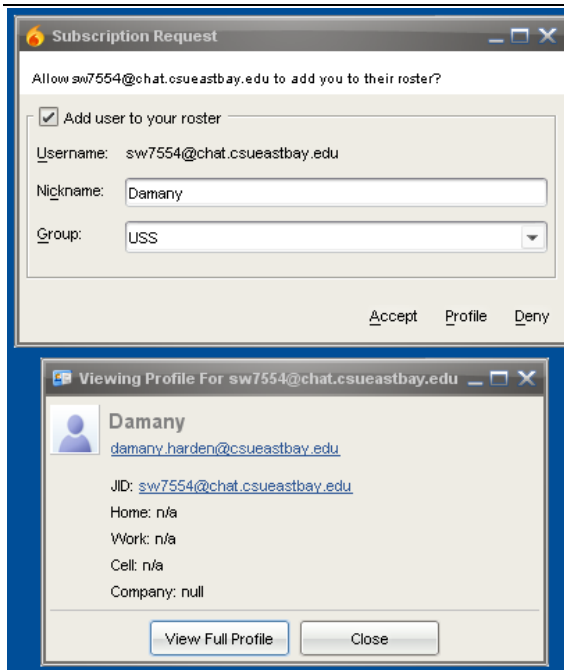 Subscription Request
Allow sw7554@chat.csueastbay.edu to add you to their roster?
Add user to your roster
Username: sw7554@chat.csueastbay.edu
Nickname: Damany
Group: USS
Accept Profile Deny
Viewing Profile For sw7554@chat.csueastbay.edu
Damany
damany.harden@csueastbay.edu
JID: sw7554@chat.csueastbay.edu
Home: n/a
Work: n/a
Cell: n/a
Company: null
View Full Profile Close